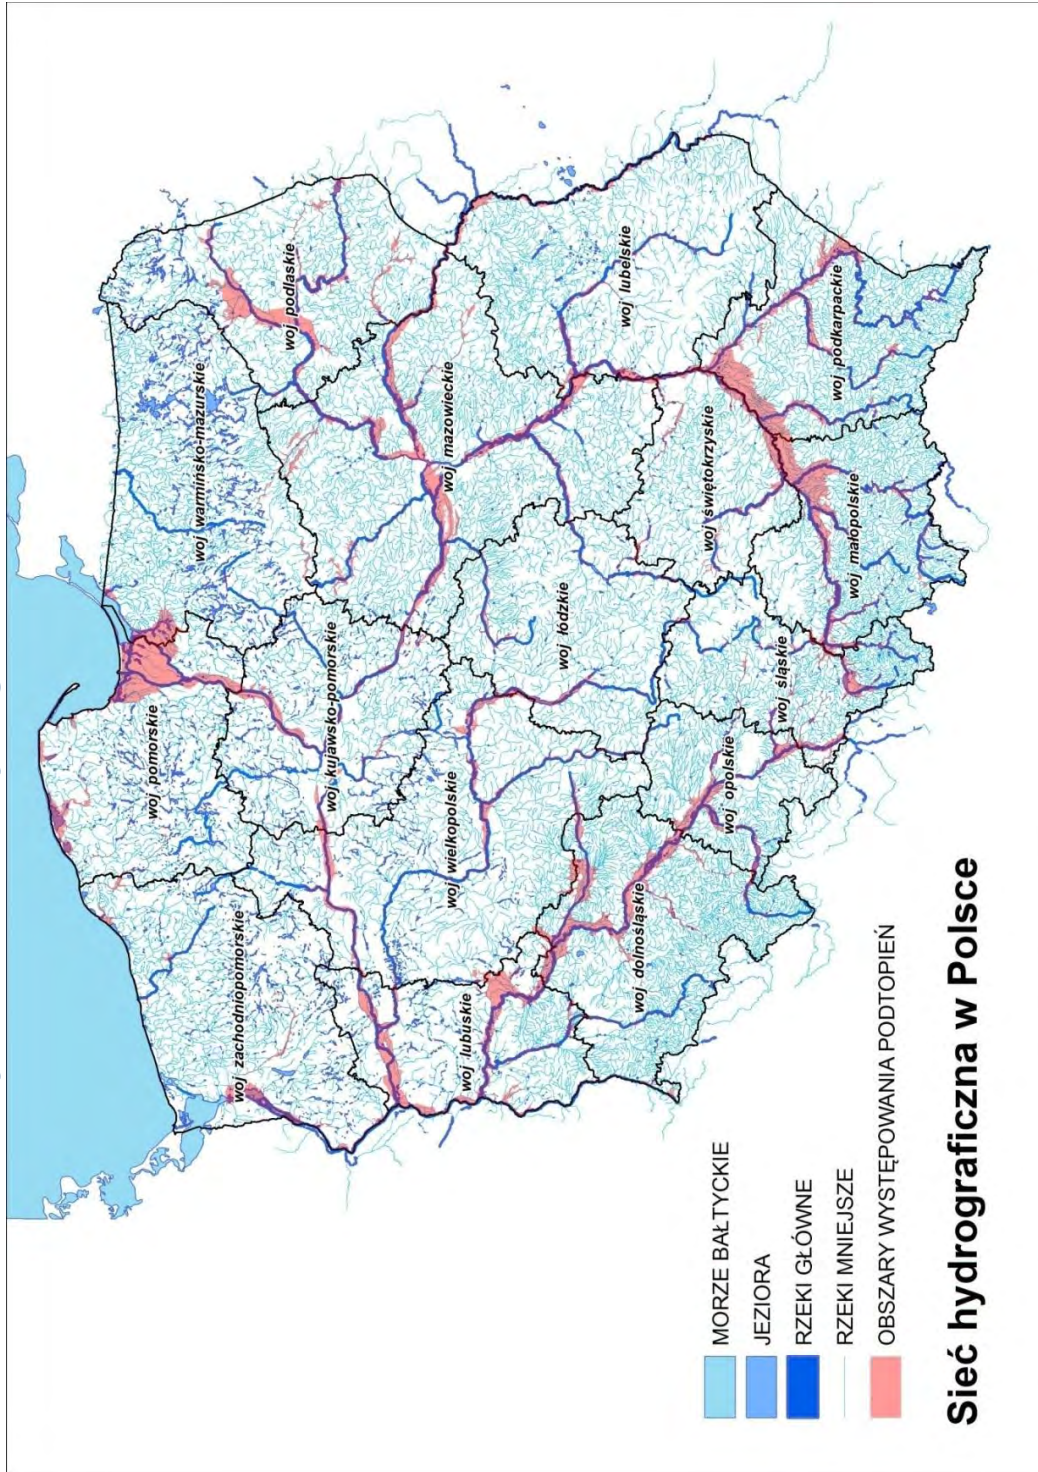 woj zachodniopomorskie
woj pomorskie
woj warmińsko-mazurskie
woj podlaskie
woj kujawsko-pomorskie
woj mazowieckie
woj wielkopolskie
woj lubuskie
woj łódzkie
woj lubelskie
woj dolnośląskie
woj opolskie
woj śląskie
woj świętokrzyskie
woj małopolskie
woj podkarpackie
MORZE BAŁTYCKIE
JEZIORA
RZEKI GŁÓWNE
RZEKI MNIEJSZE
OBSZARY WYSTĘPOWANIA PODTOPIEŃ
Sieć hydrograficzna w Polsce